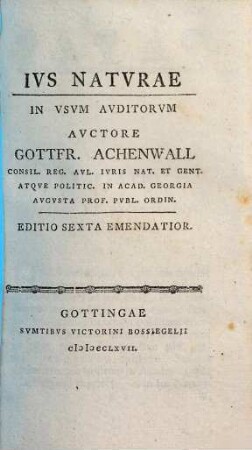 IVS NATVRAE
IN VSVM AVDITORVM
AVCTORE
GOTTFR. ACHENWALL
CONSIL. REG. AVL. IVRIS NAT. ET GENT.
ATQVE POLITIC. IN ACAD. GEORGIA
AVGVSTA PROF. PVBL. ORDIN.
EDITIO SEXTA EMENDATIOR.
GOTTINGAE
SVMTIBVS VICTORINI BOSSIEGELII
cIↃIↃccLXVII.